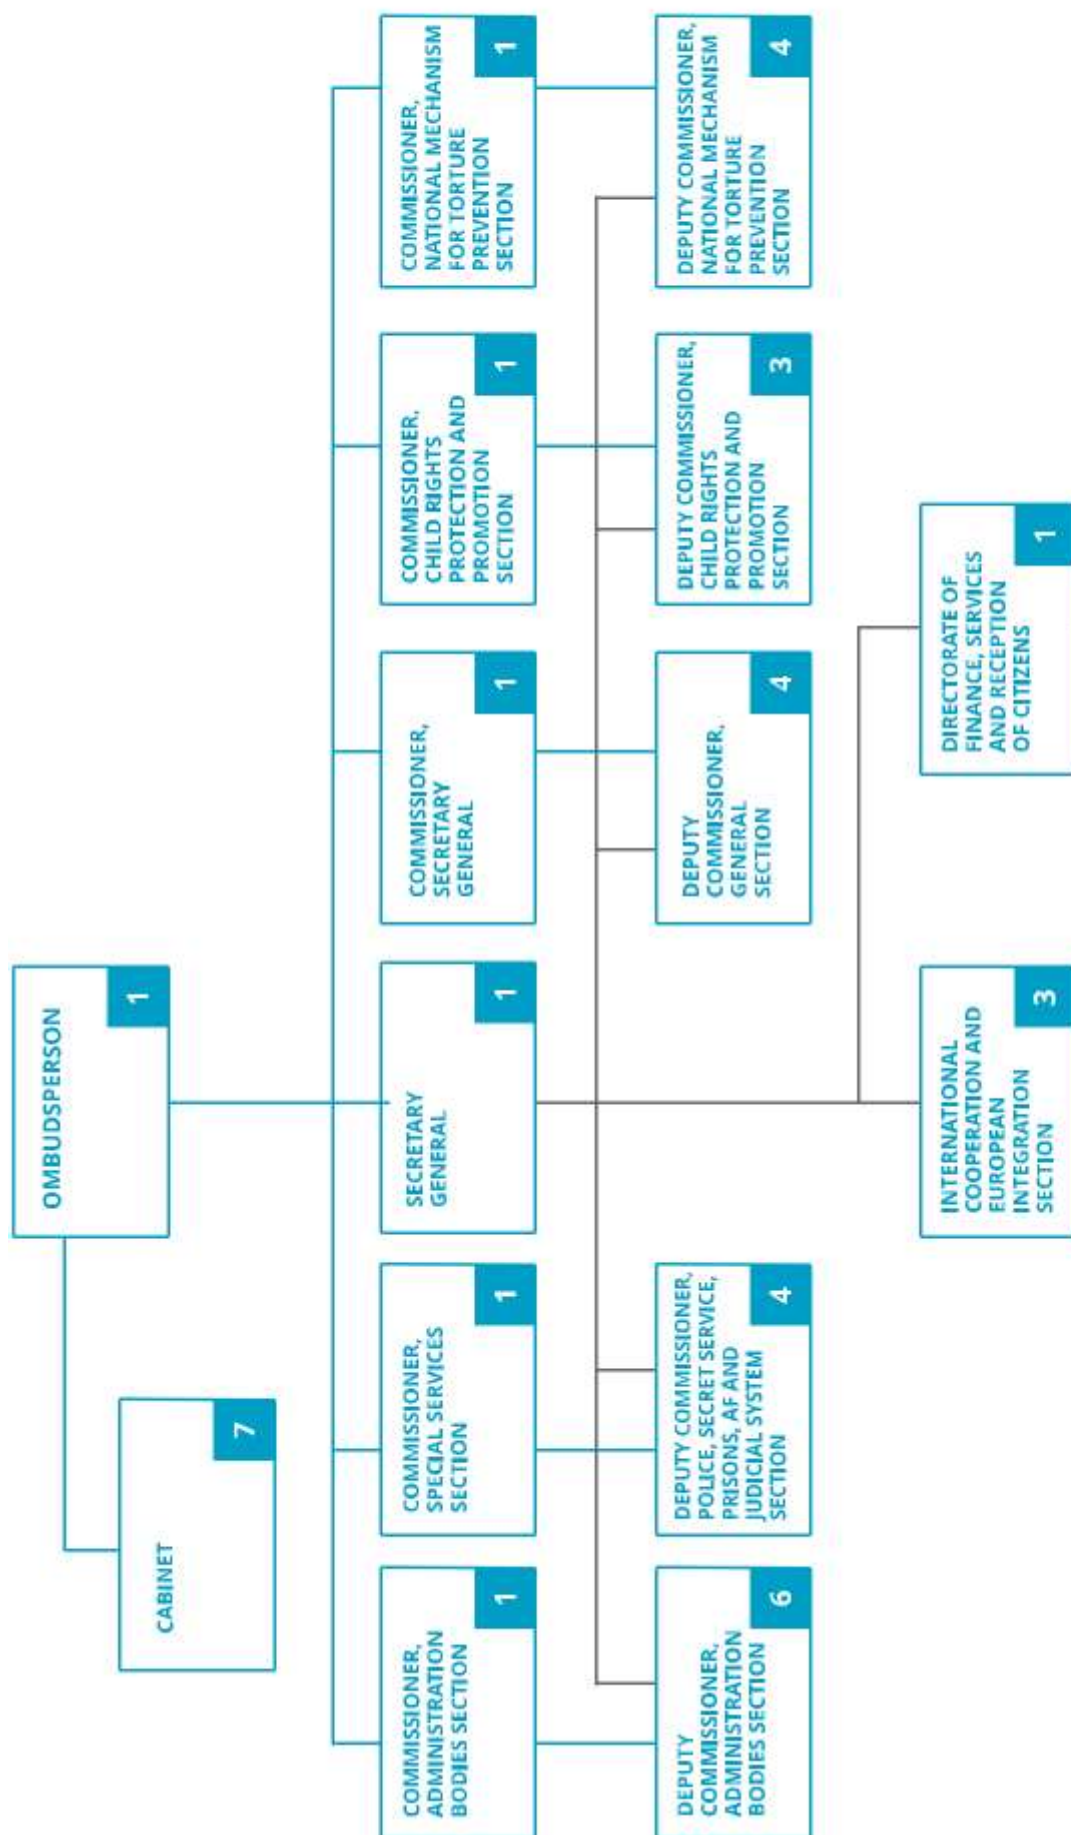 OMBUDSPERSON
1
CABINET
7
COMMISSIONER,
ADMINISTRATION
BODIES SECTION
1
COMMISSIONER,
SPECIAL SERVICES
SECTION
1
SECRETARY
GENERAL
1
COMMISSIONER,
SECRETARY
GENERAL
1
COMMISSIONER,
CHILD RIGHTS
PROTECTION AND
PROMOTION
SECTION
1
COMMISSIONER,
NATIONAL MECHANISM
FOR TORTURE
PREVENTION
SECTION
1
DEPUTY
COMMISSIONER,
ADMINISTRATION
BODIES SECTION
6
DEPUTY COMMISSIONER,
POLICE, SECRET SERVICE,
PRISONS, AF AND
JUDICIAL SYSTEM
SECTION
4
DEPUTY
COMMISSIONER,
GENERAL
SECTION
4
DEPUTY COMMISSIONER,
CHILD RIGHTS
PROTECTION AND
PROMOTION
SECTION
3
DEPUTY COMMISSIONER,
NATIONAL MECHANISM
FOR TORTURE
PREVENTION
SECTION
4
INTERNATIONAL
COOPERATION AND
EUROPEAN
INTEGRATION
SECTION
3
DIRECTORATE OF
FINANCE, SERVICES
AND RECEPTION
OF CITIZENS
1